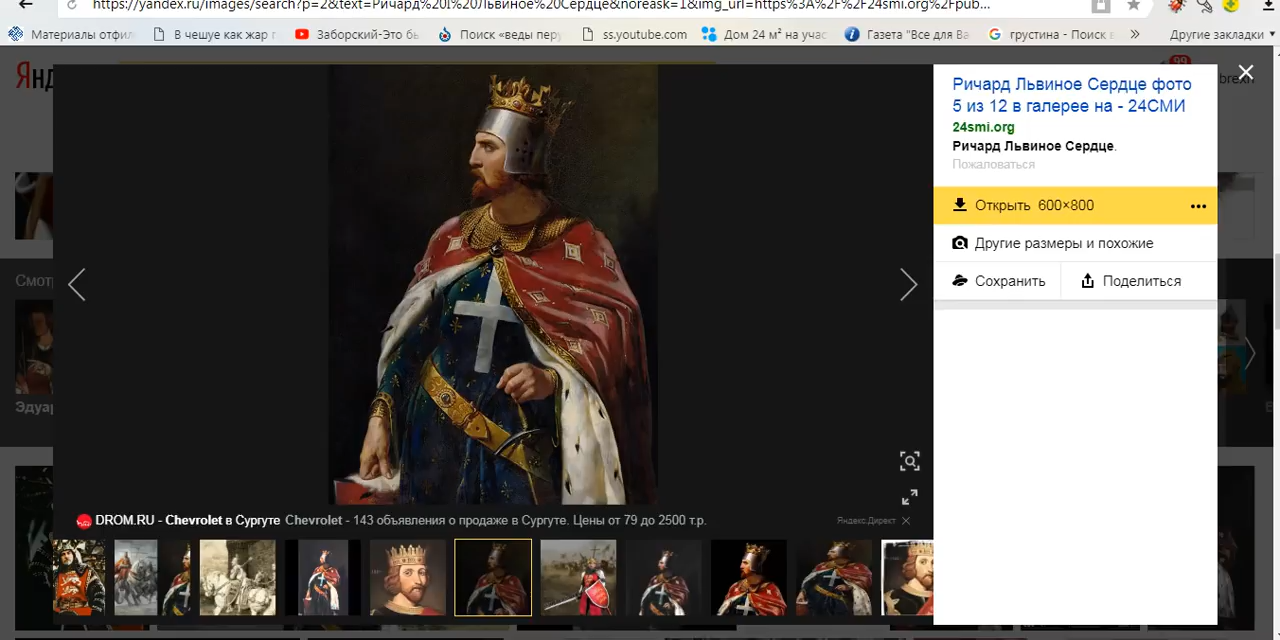 https://yandex.ru/images/search?p=2&text=Ричард%20I%20Львиное%20Сердце&noreask=1&img_url=https%3A%2F%2F24smi.org%2Fpub...
Материалы отфил
В чешуе как жар г
Заборский-Это бы
Поиск «веды перу
ss.youtube.com
Дом 24 м² на учас
Газета "Все для Ва
грустина - Поиск в
Другие закладки
Янд
99
brexn
Ричард Львиное Сердце фото
5 из 12 в галерее на - 24СМИ
24smi.org
Ричард Львиное Сердце.
Пожаловаться
Открыть 600×800
Другие размеры и похожие
Сохранить
Поделиться
Смот
Эдуар
DROM.RU - Chevrolet в Сургуте Chevrolet - 143 объявления о продаже в Сургуте. Цены от 79 до 2500 т.р.
Яндекс.Директ